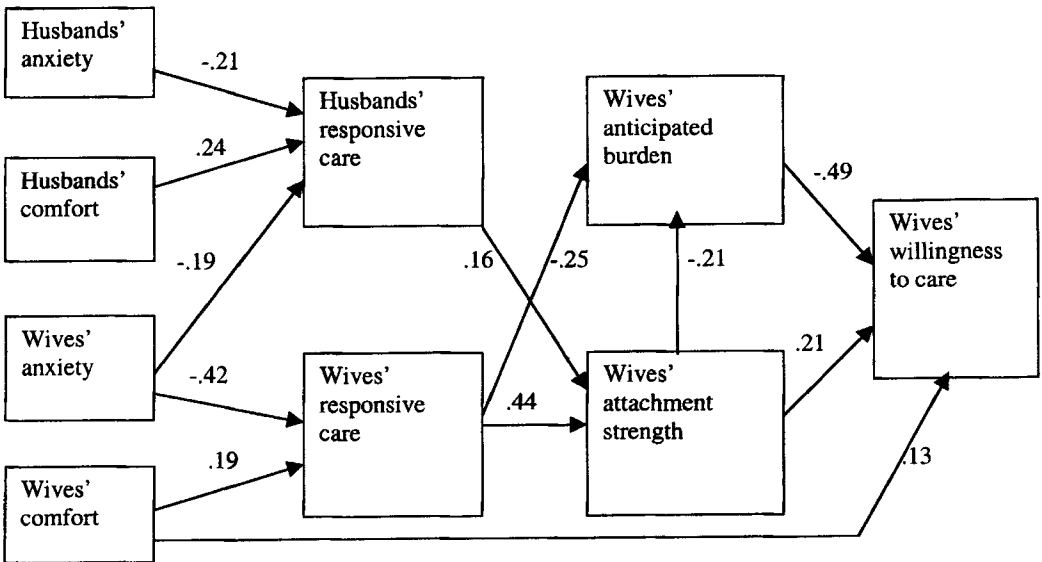 Husbands’
anxiety
-.21
Husbands’
responsive
care
Wives’
anticipated
burden
Husbands’
comfort
.24
-.49
Wives’
willingness
to care
-.19
.16
-.25
-.21
Wives’
anxiety
-.42
Wives’
responsive
care
.44
Wives’
attachment
strength
.21
Wives’
comfort
.19
.13